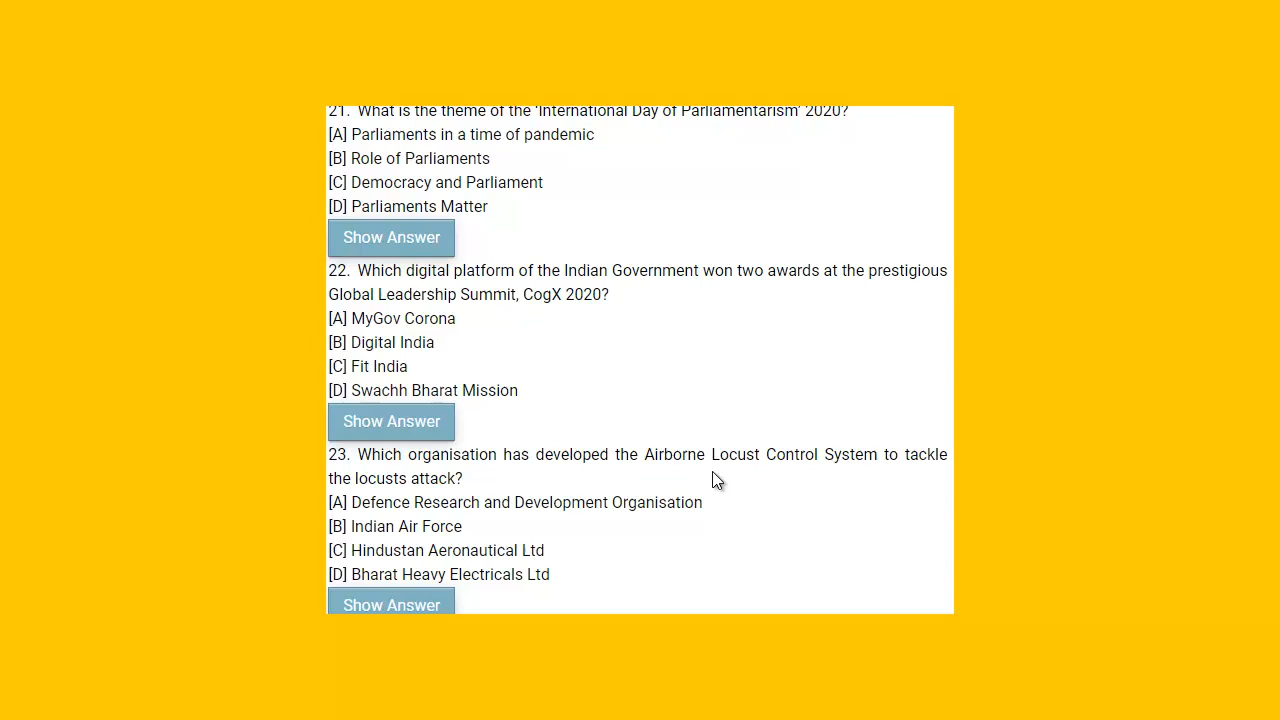 21. What is the theme of the ‘International Day of Parliamentarism’ 2020?
[A] Parliaments in a time of pandemic
[B] Role of Parliaments
[C] Democracy and Parliament
[D] Parliaments Matter
Show Answer
22. Which digital platform of the Indian Government won two awards at the prestigious
Global Leadership Summit, CogX 2020?
[A] MyGov Corona
[B] Digital India
[C] Fit India
[D] Swachh Bharat Mission
Show Answer
23. Which organisation has developed the Airborne Locust Control System to tackle
the locusts attack?
[A] Defence Research and Development Organisation
[B] Indian Air Force
[C] Hindustan Aeronautical Ltd
[D] Bharat Heavy Electricals Ltd
Show Answer